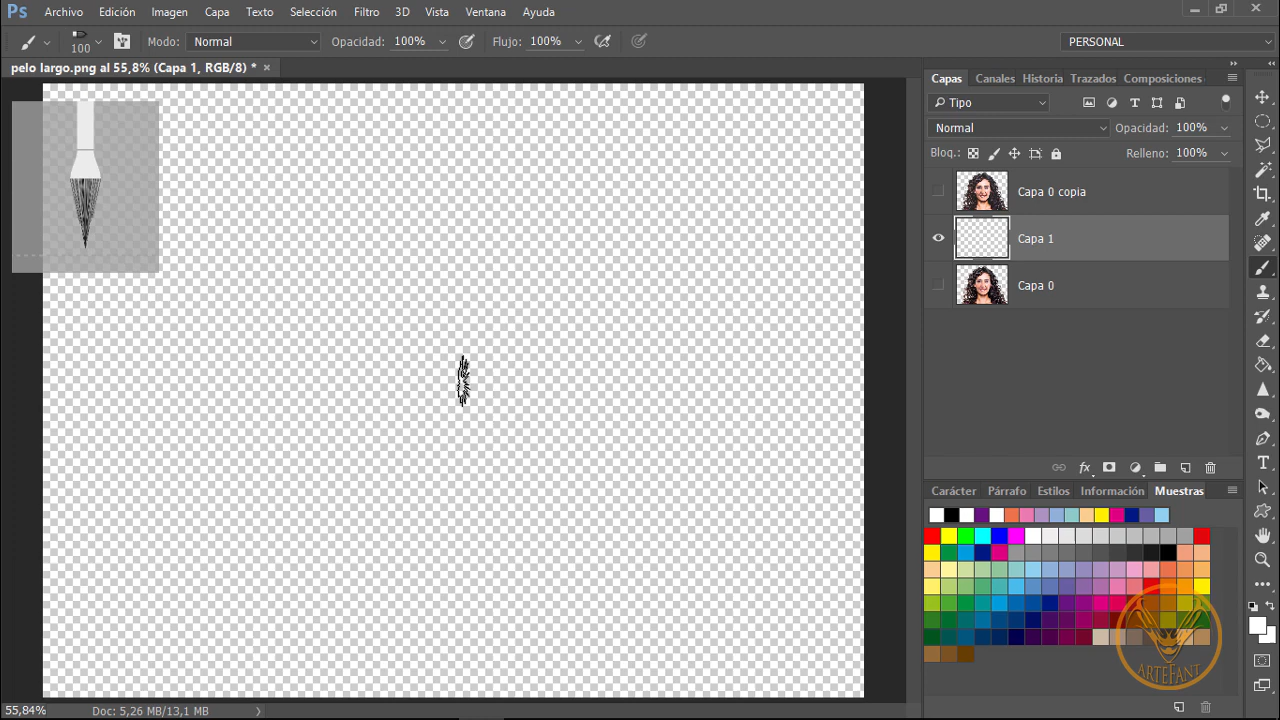 Ps Archivo Edición Imagen Capa Texto Selección Filtro 3D Vista Ventana Ayuda
100 Modo: Normal Opacidad: 100% Flujo: 100% PERSONAL
pelo largo.png al 55,8% (Capa 1, RGB/8) * ×
Capas Canales Historia Trazados Composiciones
Tipo
Normal Opacidad: 100%
Bloq.: Relleno: 100%
Capa 0 copia
Capa 1
Capa 0
fx
Carácter Párrafo Estilos Información Muestras
ARTEFANT
55,84% Doc: 5,26 MB/13,1 MB